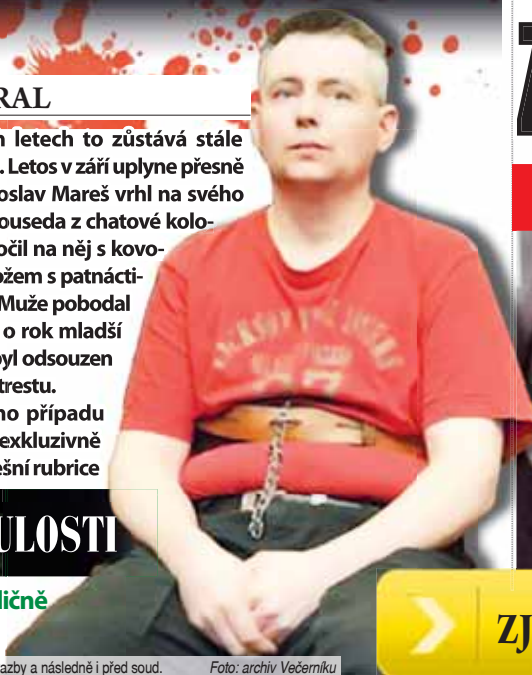 RAL
n letech to zůstává stále
. Letos v září uplyne přesně
oslav Mareš vrhl na svého
ouseda z chatové kolo-
očil na něj s kovo-
ožem s patnácti-
Muže pobodal
o rok mladší
byl odsouzen
trestu.
ho případu
exkluzivně
ešní rubrice
ULOSTI
ličně
azby a následně i před soud.
Foto: archiv Večerníku
ZJ